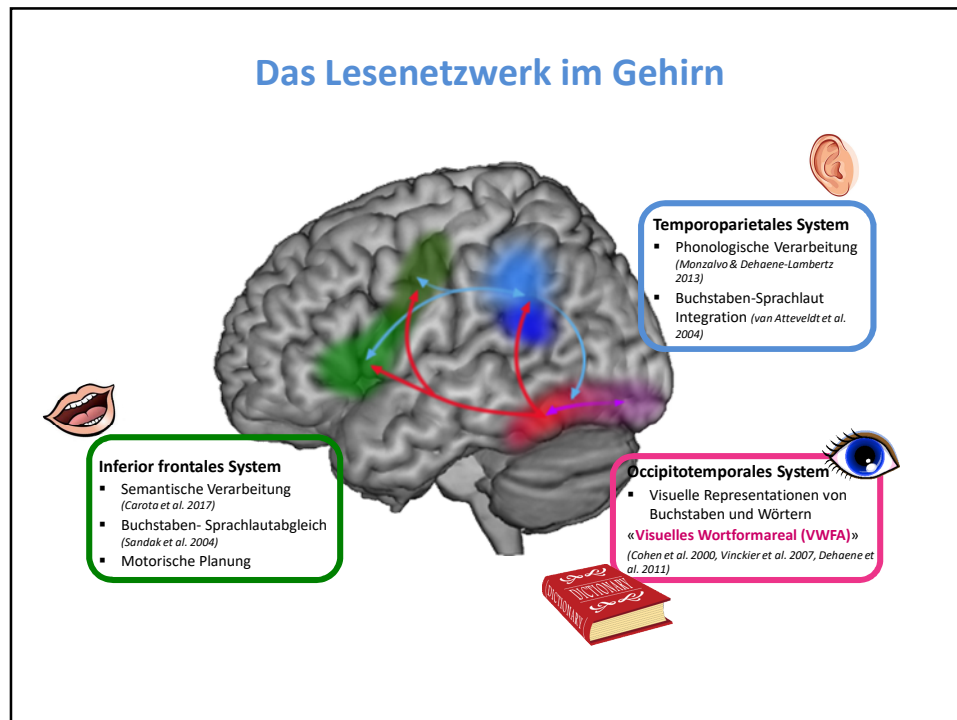 Das Lesenetzwerk im Gehirn
Temporoparietales System
▪ Phonologische Verarbeitung
(Monzalvo & Dehaene-Lambertz
2013)
▪ Buchstaben-Sprachlaut
Integration (van Atteveldt et al.
2004)
Inferior frontales System
▪ Semantische Verarbeitung
(Carota et al. 2017)
▪ Buchstaben- Sprachlautabgleich
(Sandak et al. 2004)
▪ Motorische Planung
Occipitotemporales System
▪ Visuelle Representationen von
Buchstaben und Wörtern
«Visuelles Wortformareal (VWFA)»
(Cohen et al. 2000, Vinckier et al. 2007, Dehaene et
al. 2011)
DICTIONARY
DICTIONARY